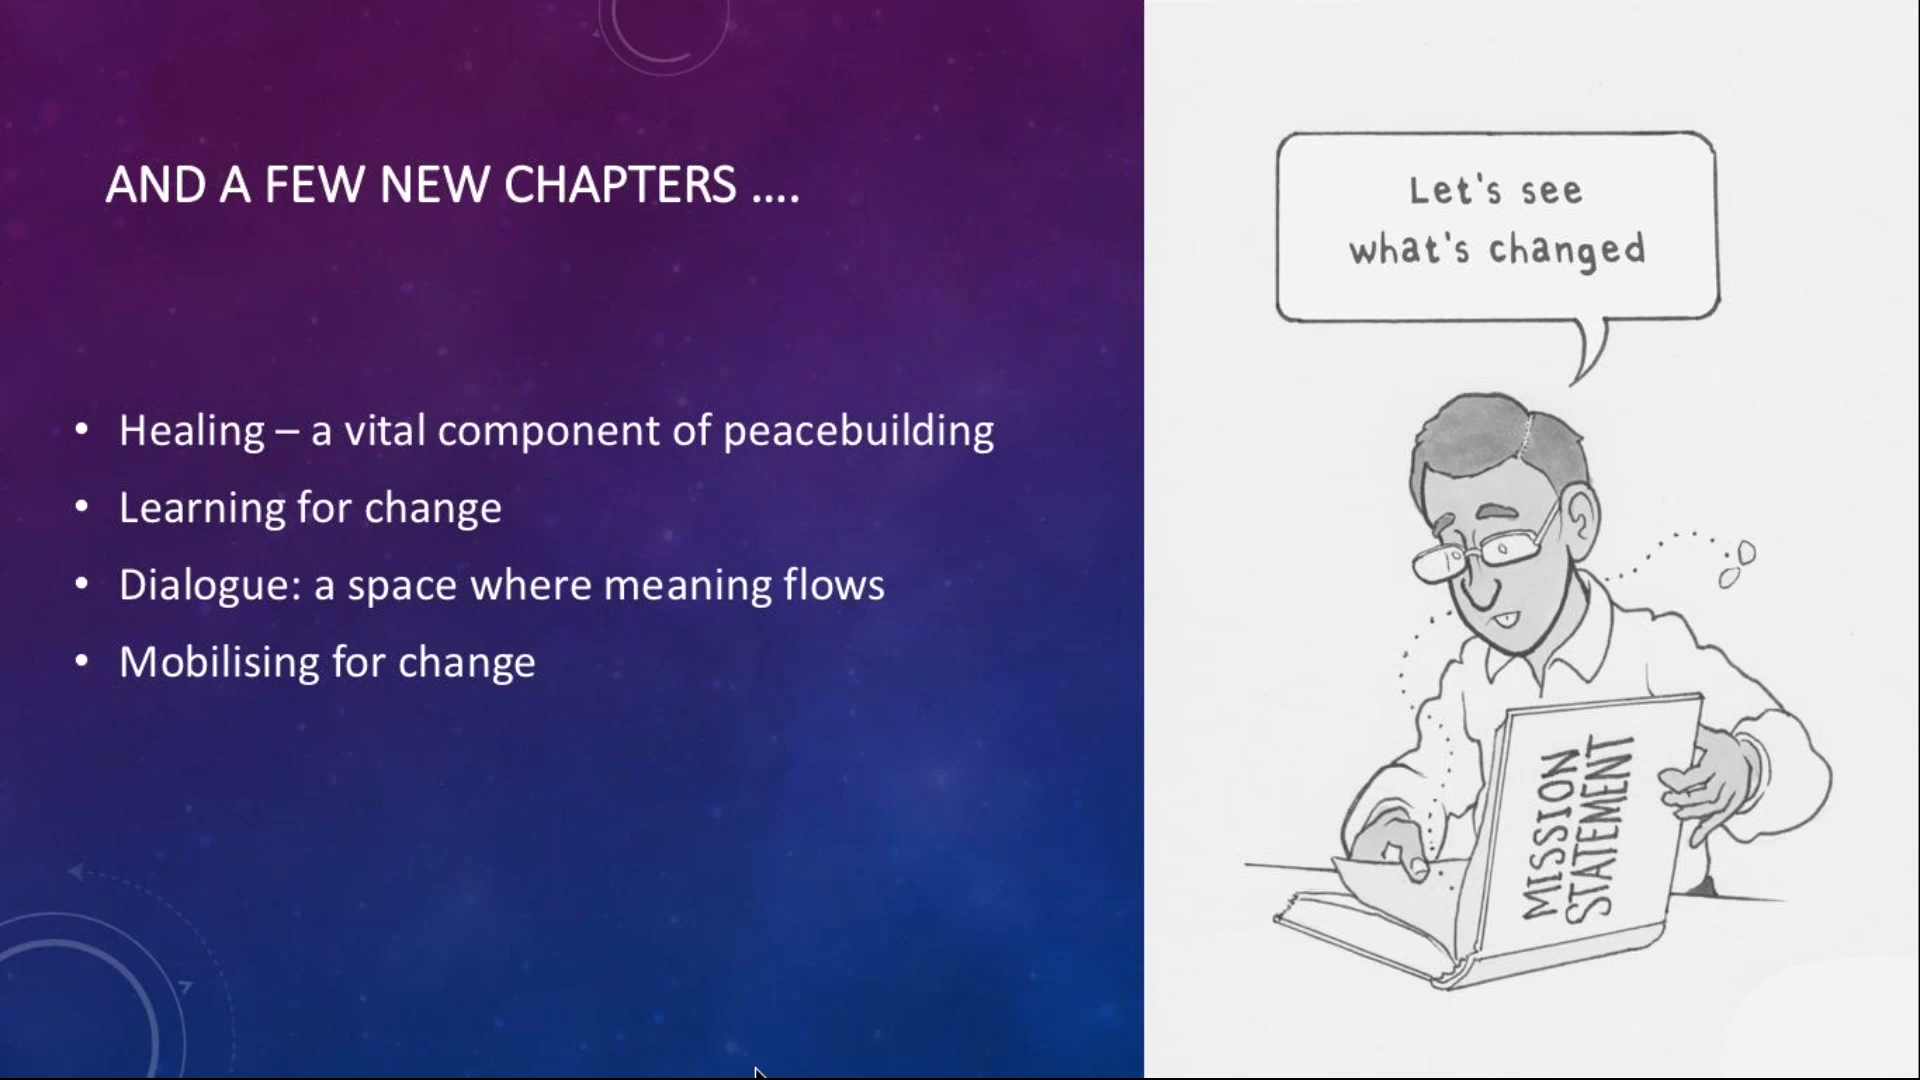 AND A FEW NEW CHAPTERS ....
• Healing – a vital component of peacebuilding
• Learning for change
• Dialogue: a space where meaning flows
• Mobilising for change
Let's see
what's changed
MISSION
STATEMENT